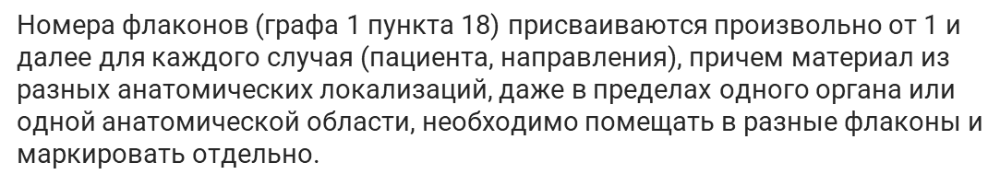 Номера флаконов (графа 1 пункта 18) присваиваются произвольно от 1 и
далее для каждого случая (пациента, направления), причем материал из
разных анатомических локализаций, даже в пределах одного органа или
одной анатомической области, необходимо помещать в разные флаконы и
маркировать отдельно.